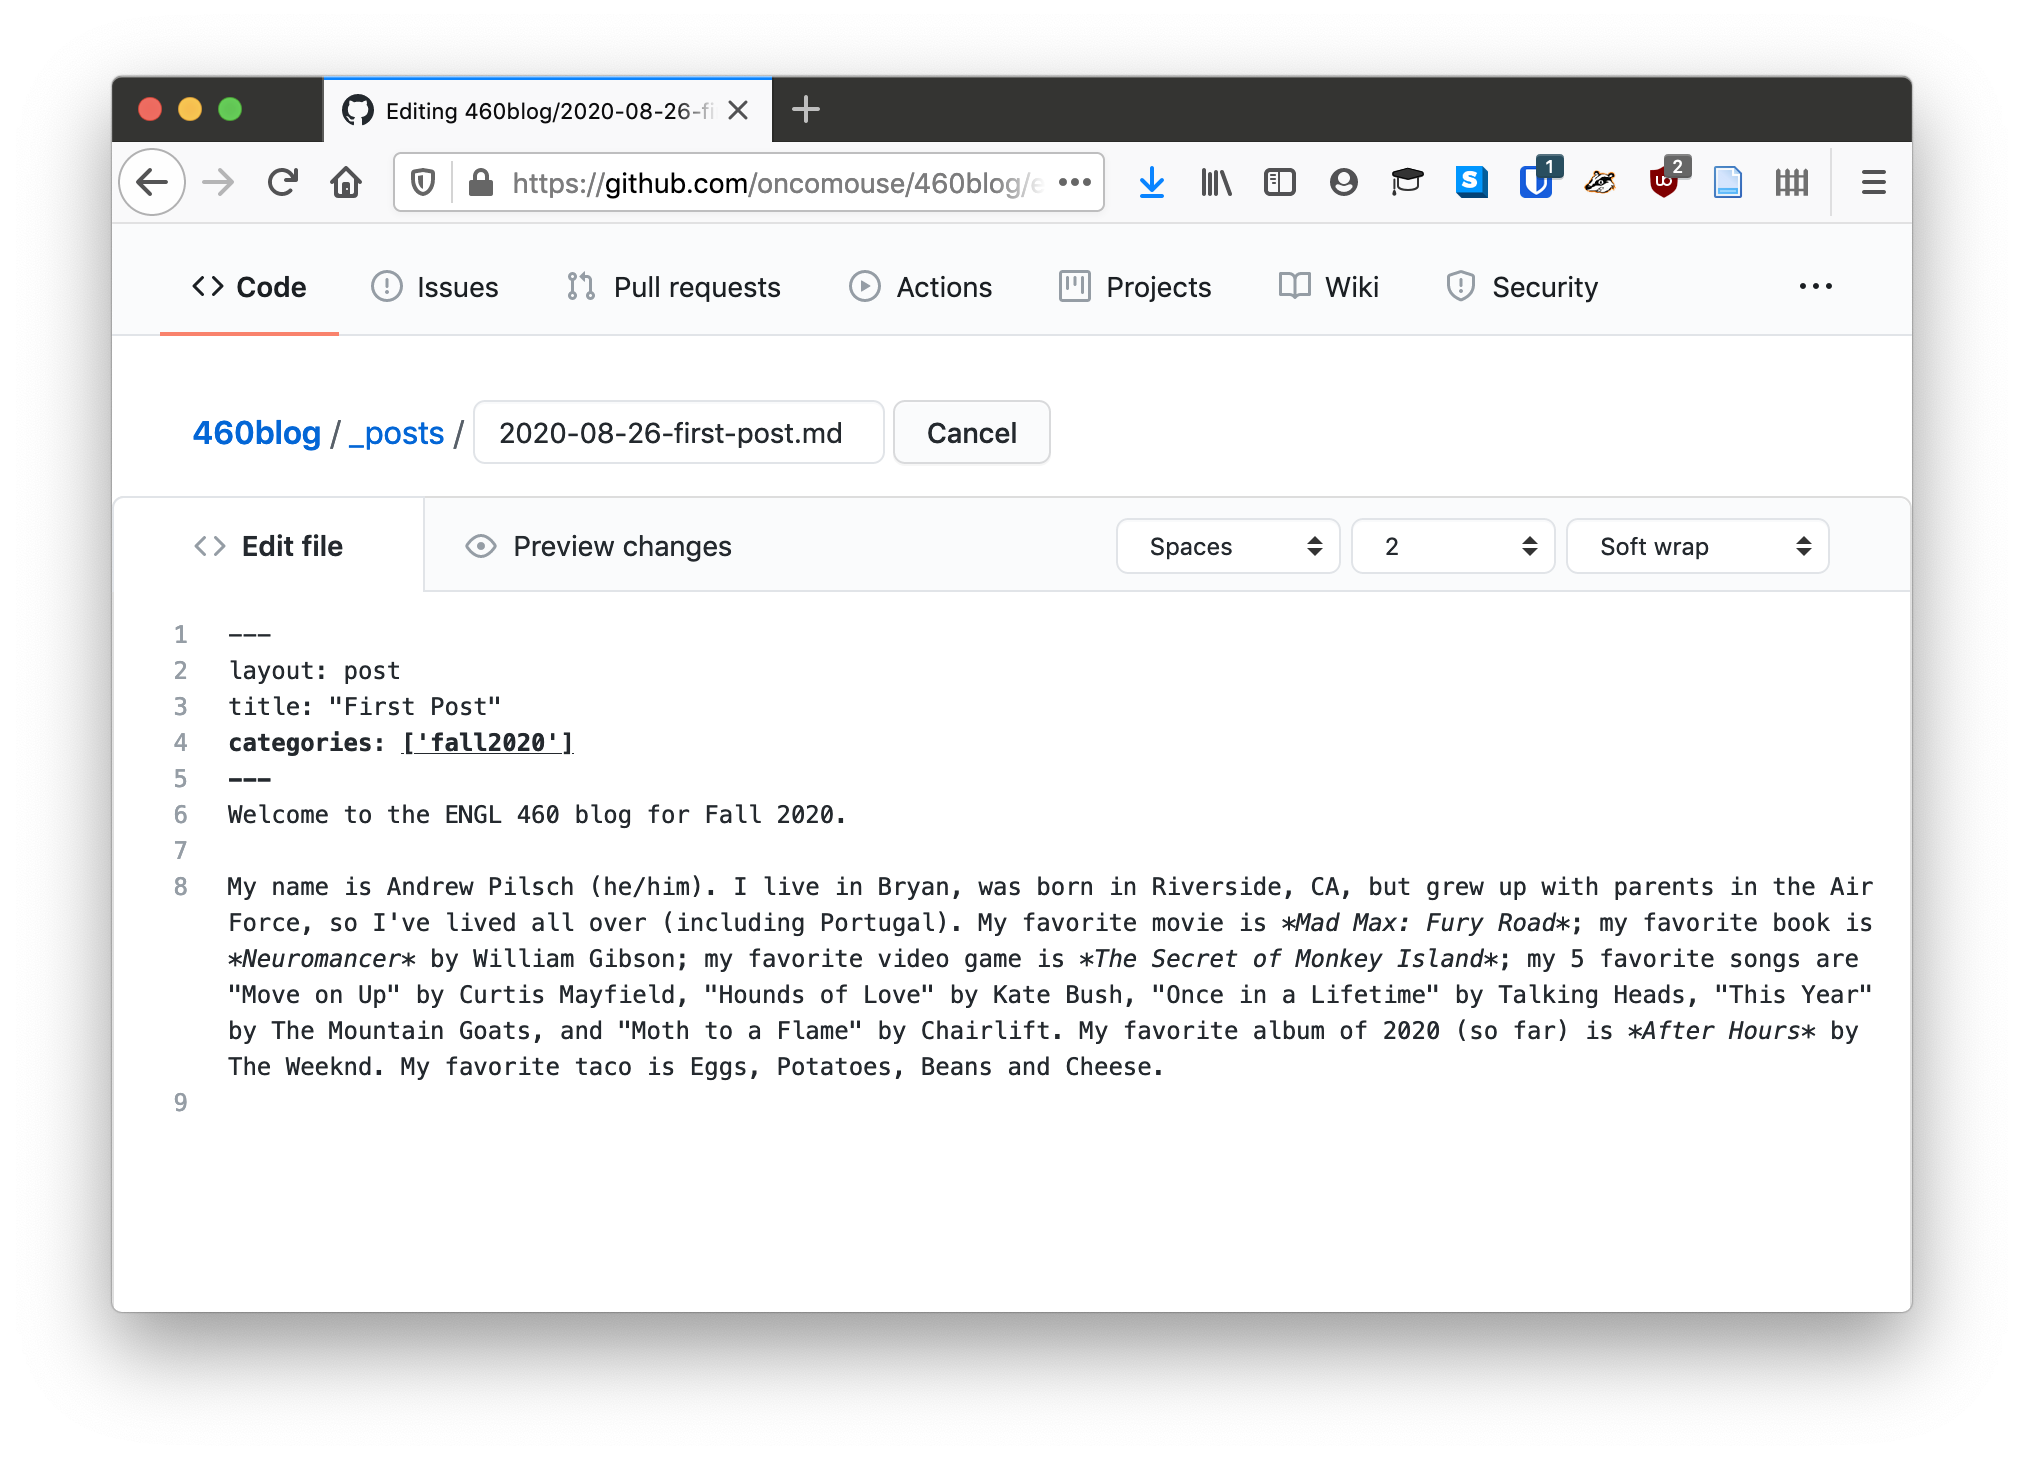 Editing 460blog/2020-08-26-fi
https://github.com/oncomouse/460blog/e
1
2
Code
Issues
Pull requests
Actions
Projects
Wiki
Security
460blog / _posts / 2020-08-26-first-post.md Cancel
Edit file
Preview changes
Spaces
2
Soft wrap
1 ---
2 layout: post
3 title: "First Post"
4 categories: ['fall2020']
5 ---
6 Welcome to the ENGL 460 blog for Fall 2020.
7
8 My name is Andrew Pilsch (he/him). I live in Bryan, was born in Riverside, CA, but grew up with parents in the Air
Force, so I've lived all over (including Portugal). My favorite movie is *Mad Max: Fury Road*; my favorite book is
*Neuromancer* by William Gibson; my favorite video game is *The Secret of Monkey Island*; my 5 favorite songs are
"Move on Up" by Curtis Mayfield, "Hounds of Love" by Kate Bush, "Once in a Lifetime" by Talking Heads, "This Year"
by The Mountain Goats, and "Moth to a Flame" by Chairlift. My favorite album of 2020 (so far) is *After Hours* by
The Weeknd. My favorite taco is Eggs, Potatoes, Beans and Cheese.
9